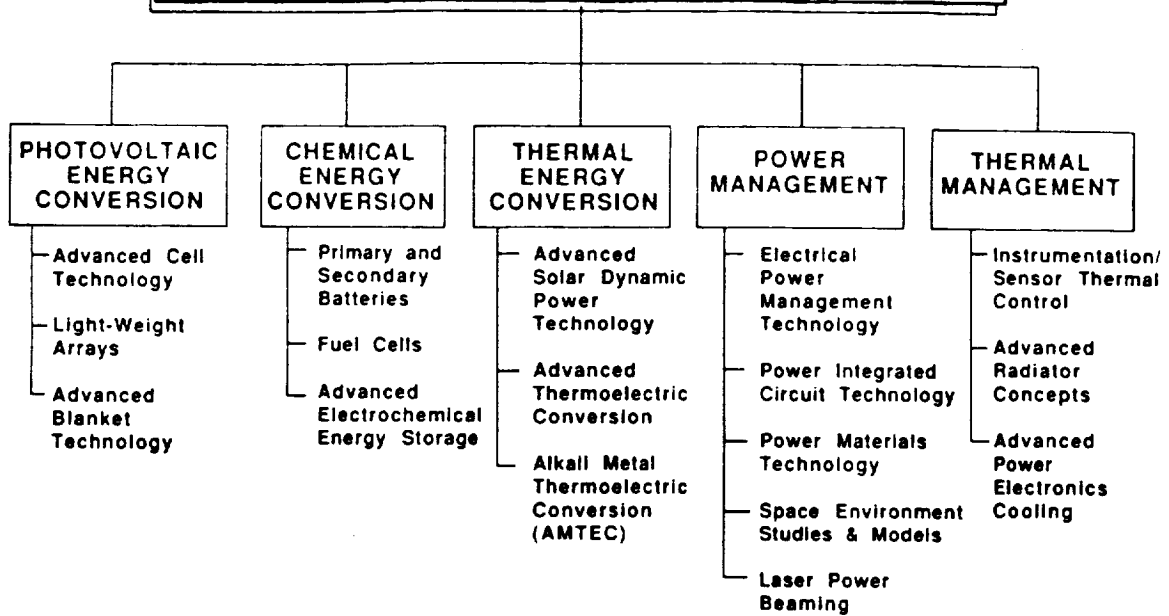 PHOTOVOLTAIC
ENERGY
CONVERSION
Advanced Cell
Technology
Light-Weight
Arrays
Advanced
Blanket
Technology
CHEMICAL
ENERGY
CONVERSION
Primary and
Secondary
Batteries
Fuel Cells
Advanced
Electrochemical
Energy Storage
THERMAL
ENERGY
CONVERSION
Advanced
Solar Dynamic
Power
Technology
Advanced
Thermoelectric
Conversion
Alkali Metal
Thermoelectric
Conversion
(AMTEC)
POWER
MANAGEMENT
Electrical
Power
Management
Technology
Power Integrated
Circuit Technology
Power Materials
Technology
Space Environment
Studies & Models
Laser Power
Beaming
THERMAL
MANAGEMENT
Instrumentation/
Sensor Thermal
Control
Advanced
Radiator
Concepts
Advanced
Power
Electronics
Cooling